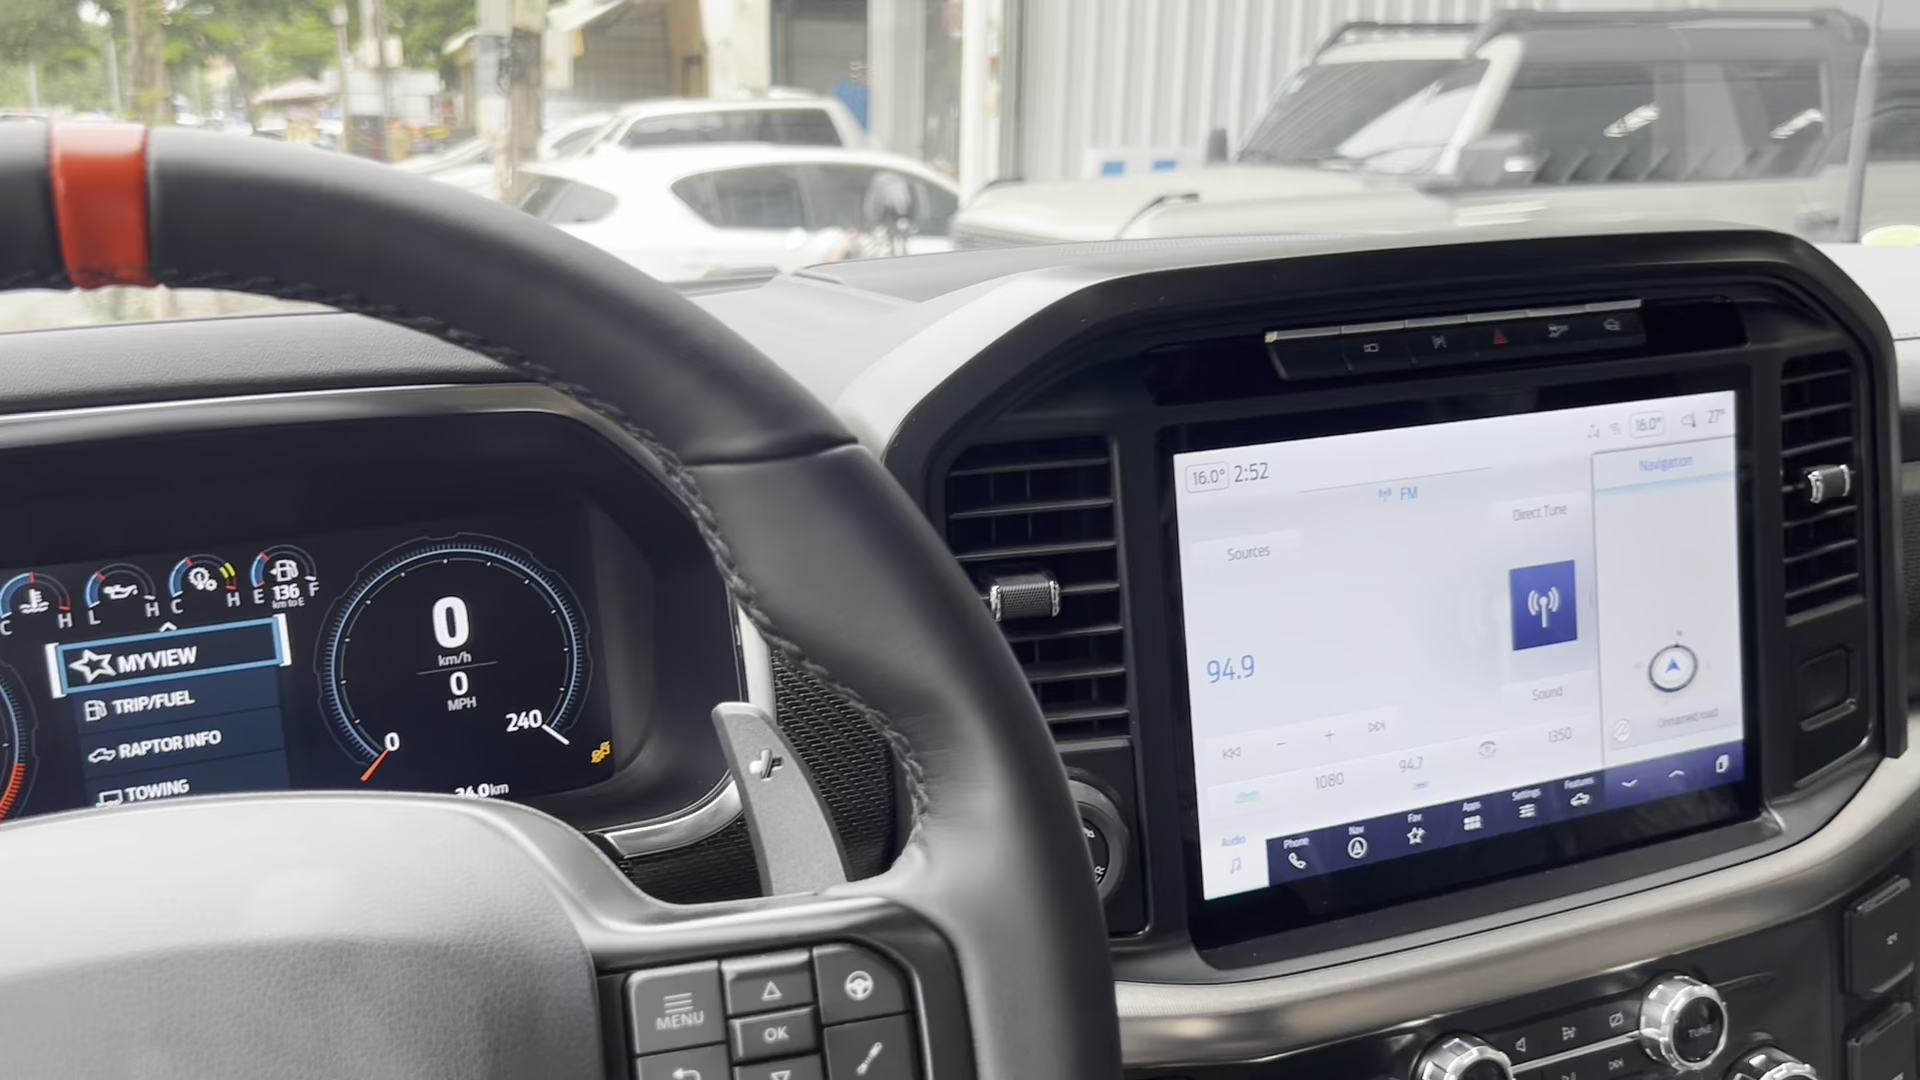 C
H
L
H
C
H
E
136
F
km to E
MYVIEW
TRIP/FUEL
RAPTOR INFO
TOWING
0
km/h
0
MPH
0
240
MENU
OK
16.0° 2:52
16.0°
27°
FM
Navigation
Direct Tune
Sources
94.9
Sound
Unnamed road
1080
94.7
1350
Audio
Phone
Nav
Fav
Apps
Settings
Features
TUNE